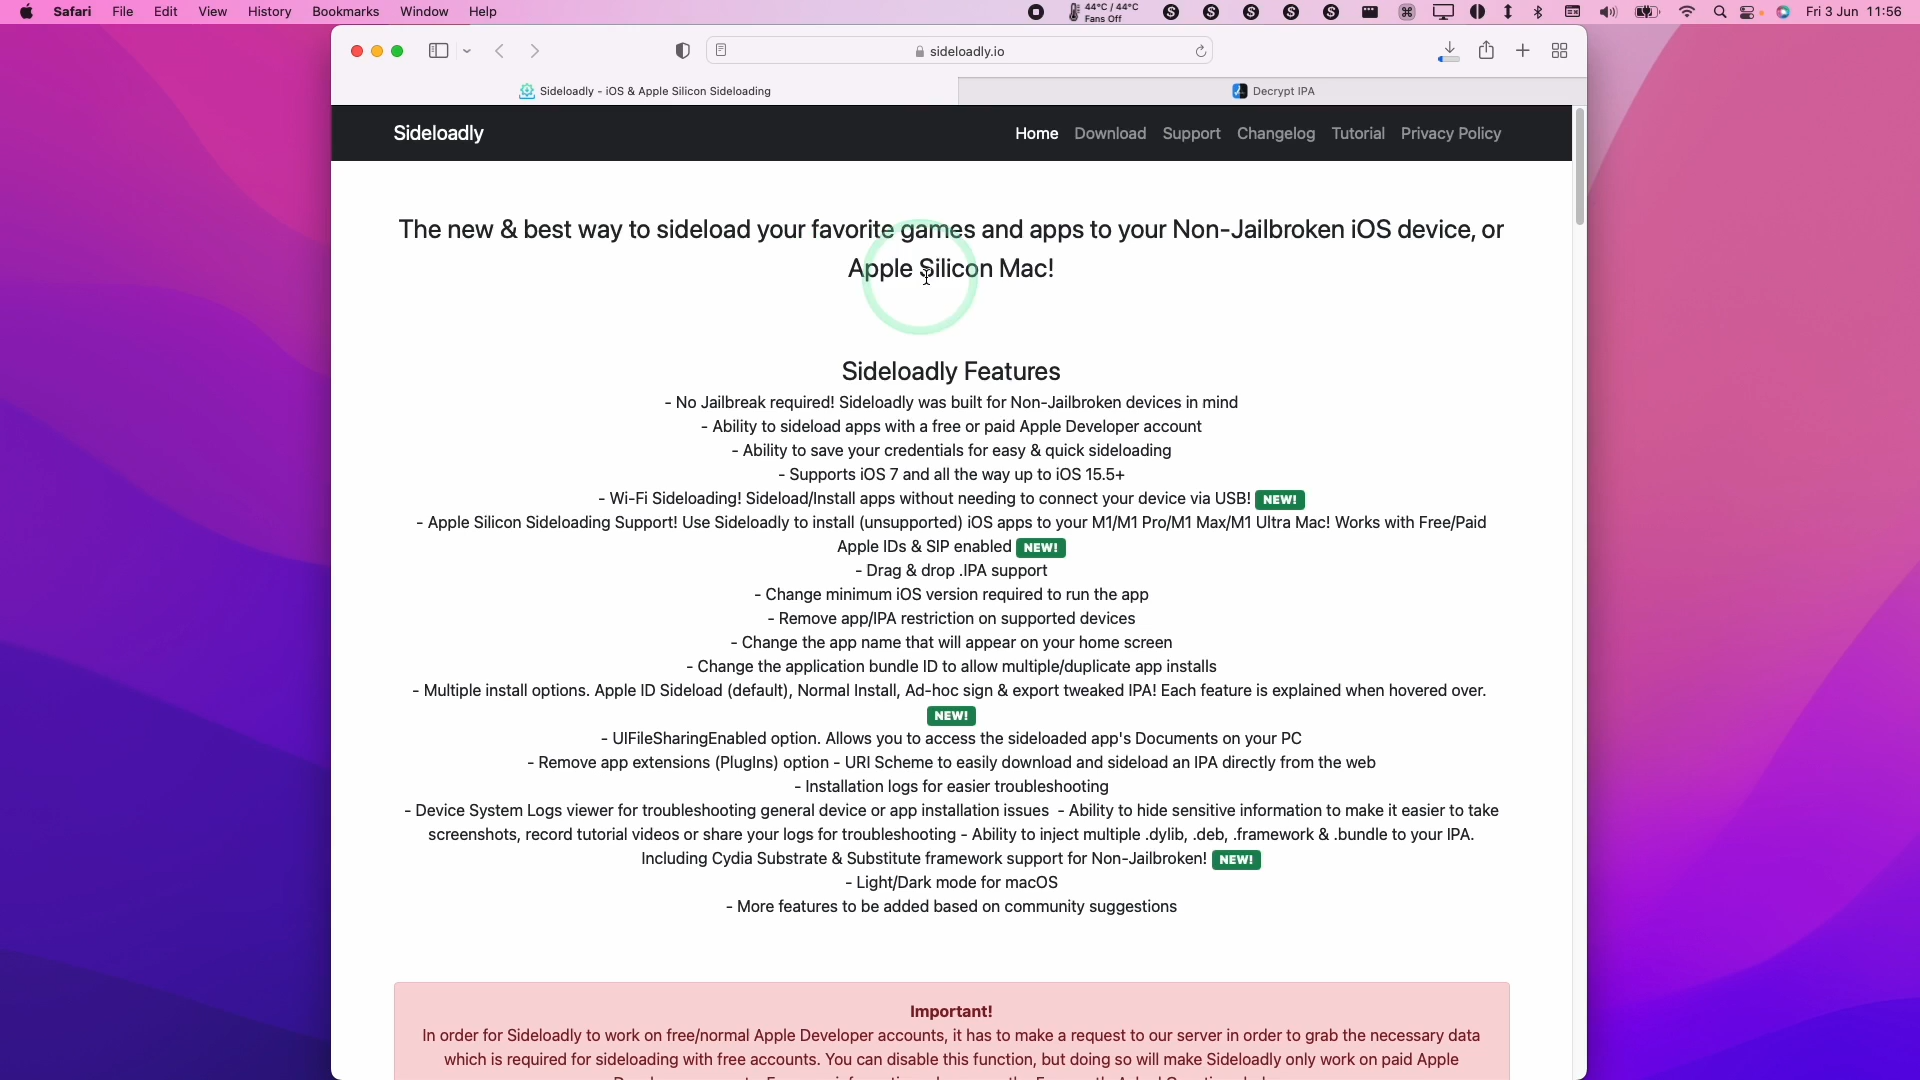 Safari File Edit View History Bookmarks Window Help 44°C / 44°C Fri 3 Jun 11:56
Fans Off
sideloadly.io
Sideloadly - iOS & Apple Silicon Sideloading Decrypt IPA
Sideloadly Home Download Support Changelog Tutorial Privacy Policy
The new & best way to sideload your favorite games and apps to your Non-Jailbroken iOS device, or
Apple Silicon Mac!
Sideloadly Features
- No Jailbreak required! Sideloadly was built for Non-Jailbroken devices in mind
- Ability to sideload apps with a free or paid Apple Developer account
- Ability to save your credentials for easy & quick sideloading
- Supports iOS 7 and all the way up to iOS 15.5+
- Wi-Fi Sideloading! Sideload/Install apps without needing to connect your device via USB! NEW!
- Apple Silicon Sideloading Support! Use Sideloadly to install (unsupported) iOS apps to your M1/M1 Pro/M1 Max/M1 Ultra Mac! Works with Free/Paid
Apple IDs & SIP enabled NEW!
- Drag & drop .IPA support
- Change minimum iOS version required to run the app
- Remove app/IPA restriction on supported devices
- Change the app name that will appear on your home screen
- Change the application bundle ID to allow multiple/duplicate app installs
- Multiple install options. Apple ID Sideload (default), Normal Install, Ad-hoc sign & export tweaked IPA! Each feature is explained when hovered over.
NEW!
- UIFileSharingEnabled option. Allows you to access the sideloaded app's Documents on your PC
- Remove app extensions (PlugIns) option - URI Scheme to easily download and sideload an IPA directly from the web
- Installation logs for easier troubleshooting
- Device System Logs viewer for troubleshooting general device or app installation issues - Ability to hide sensitive information to make it easier to take
screenshots, record tutorial videos or share your logs for troubleshooting - Ability to inject multiple .dylib, .deb, .framework & .bundle to your IPA.
Including Cydia Substrate & Substitute framework support for Non-Jailbroken! NEW!
- Light/Dark mode for macOS
- More features to be added based on community suggestions
Important!
In order for Sideloadly to work on free/normal Apple Developer accounts, it has to make a request to our server in order to grab the necessary data
which is required for sideloading with free accounts. You can disable this function, but doing so will make Sideloadly only work on paid Apple